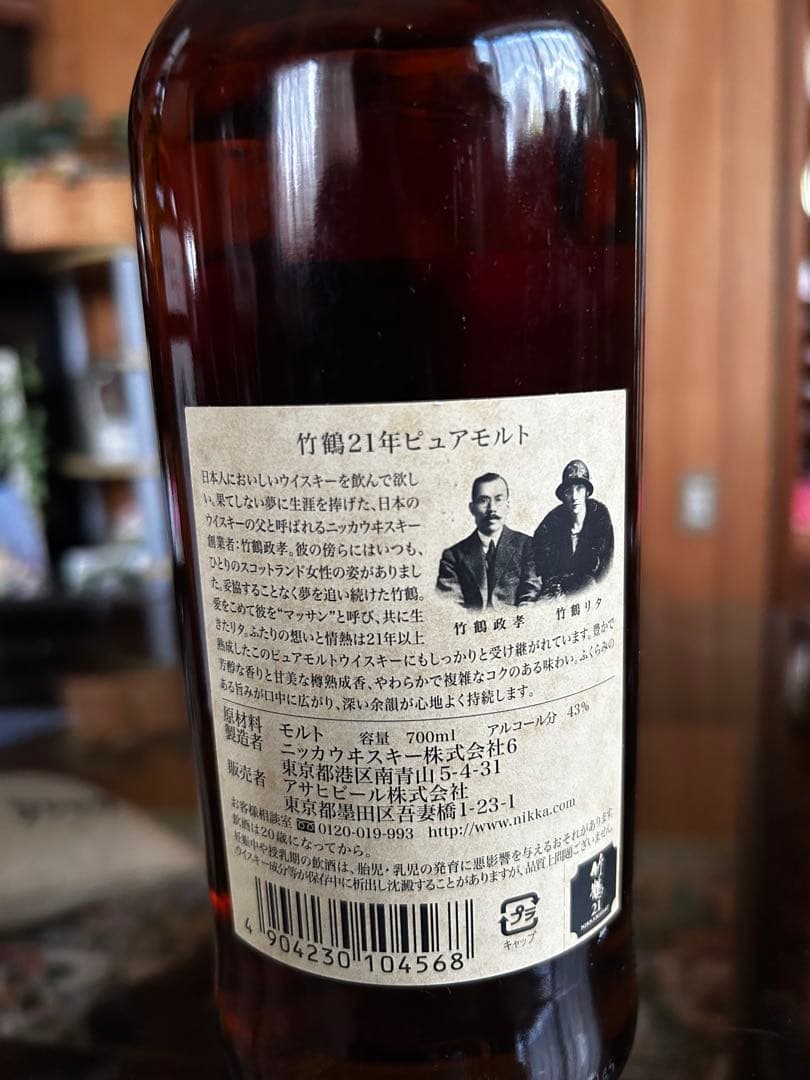 竹鶴21年ピュアモルト
日本人においしいウイスキーを飲んで欲し
い。果てしない夢に生涯を捧げた、日本の
ウイスキーの父と呼ばれるニッカウヰスキー
創業者:竹鶴政孝。彼の傍らにはいつも、
ひとりのスコットランド女性の姿がありまし
た。妥協することなく夢を追い続けた竹鶴。
愛をこめて彼を“マッサン”と呼び、共に生
きたリタ。ふたりの想いと情熱は21年以上
熟成したこのピュアモルトウイスキーにもしっかりと受け継がれています。豊かで
芳醇な香りと甘美な樽熟成香、やわらかで複雑なコクのある味わい。ふくらみの
ある旨みが口中に広がり、深い余韻が心地よく持続します。
竹鶴政孝 竹鶴リタ
原材料 モルト 容量 700ml アルコール分 43%
製造者 ニッカウヰスキー株式会社6
東京都港区南青山5-4-31
販売者 アサヒビール株式会社
東京都墨田区吾妻橋1-23-1
お客様相談室 0120-019-993 http://www.nikka.com
飲酒は20歳になってから。
妊娠中や授乳期の飲酒は、胎児・乳児の発育に悪影響を与えるおそれがあります。
ウイスキー成分等が保存中に析出し沈澱することがありますが、品質上問題ございません。
4 904230 104568
プラ
キャップ
竹鶴
21